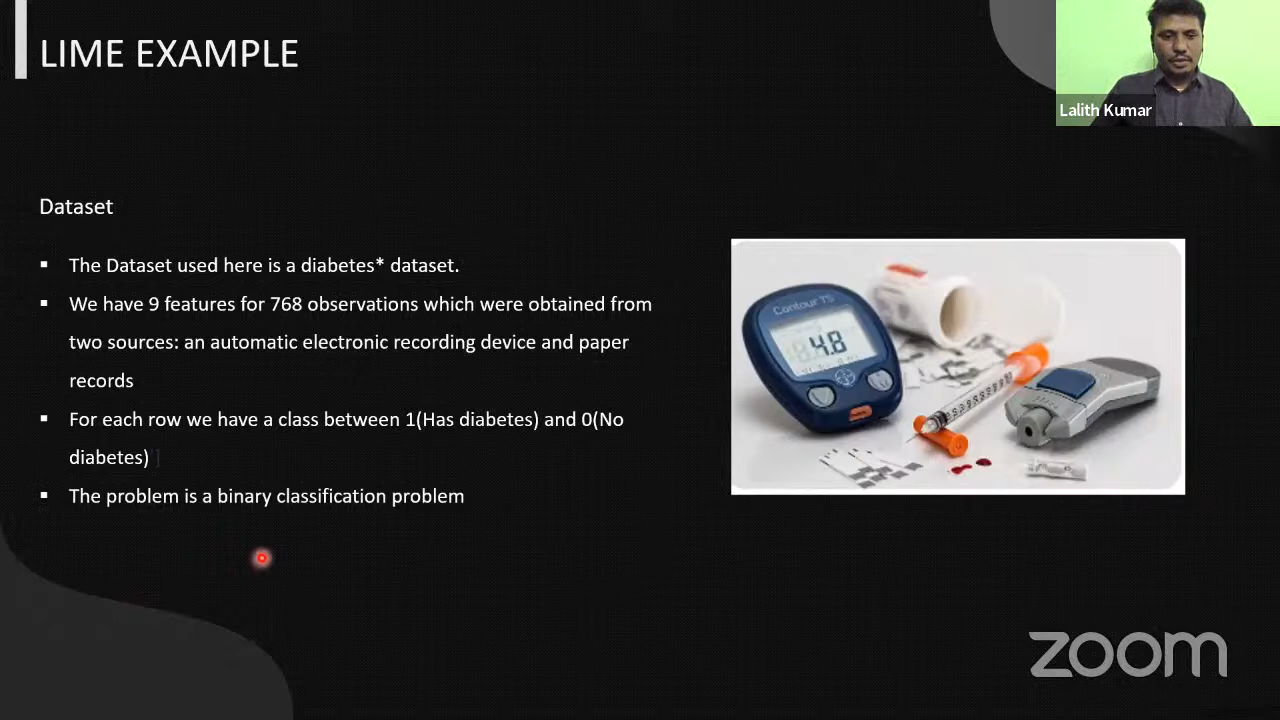 LIME EXAMPLE
Lalith Kumar
Dataset
▪ The Dataset used here is a diabetes* dataset.
▪ We have 9 features for 768 observations which were obtained from
two sources: an automatic electronic recording device and paper
records
▪ For each row we have a class between 1(Has diabetes) and 0(No
diabetes)
▪ The problem is a binary classification problem
Contour TS
4.8
zoom